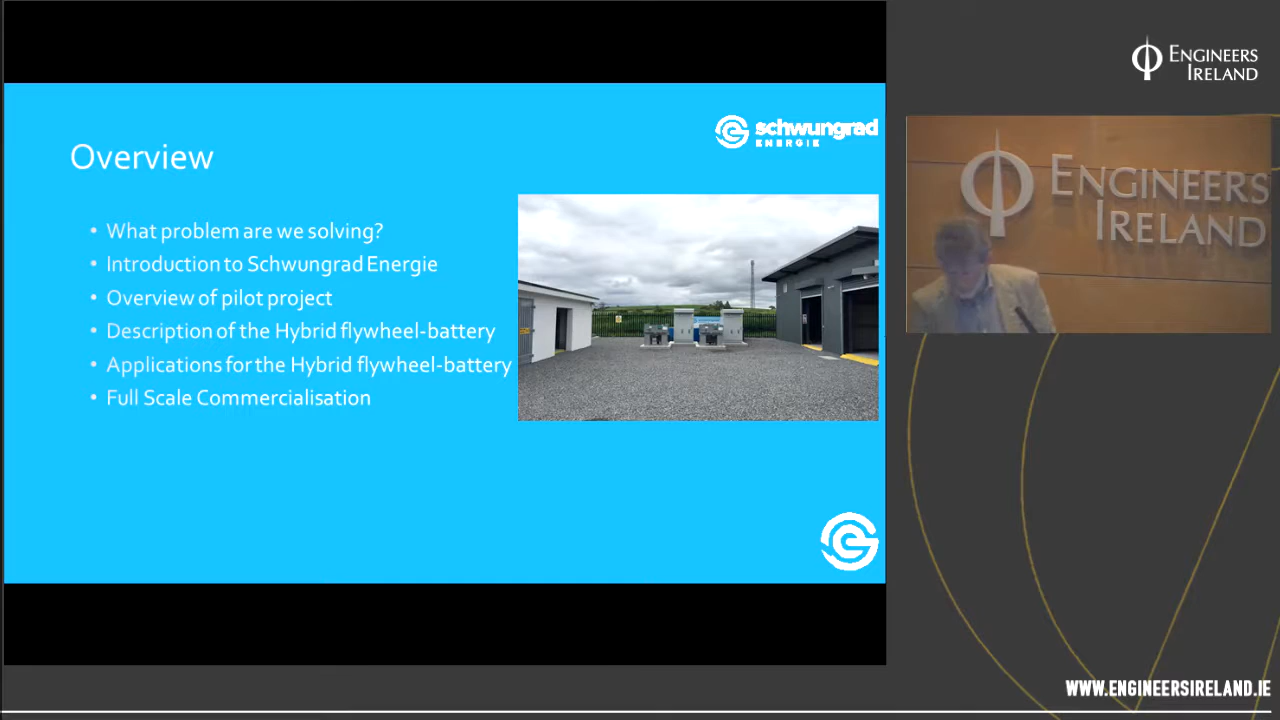 ENGINEERS
IRELAND
schwungrad
ENERGIE
Overview
• What problem are we solving?
• Introduction to Schwungrad Energie
• Overview of pilot project
• Description of the Hybrid flywheel-battery
• Applications for the Hybrid flywheel-battery
• Full Scale Commercialisation
ENGINEERS
IRELAND
WWW.ENGINEERSIRELAND.IE